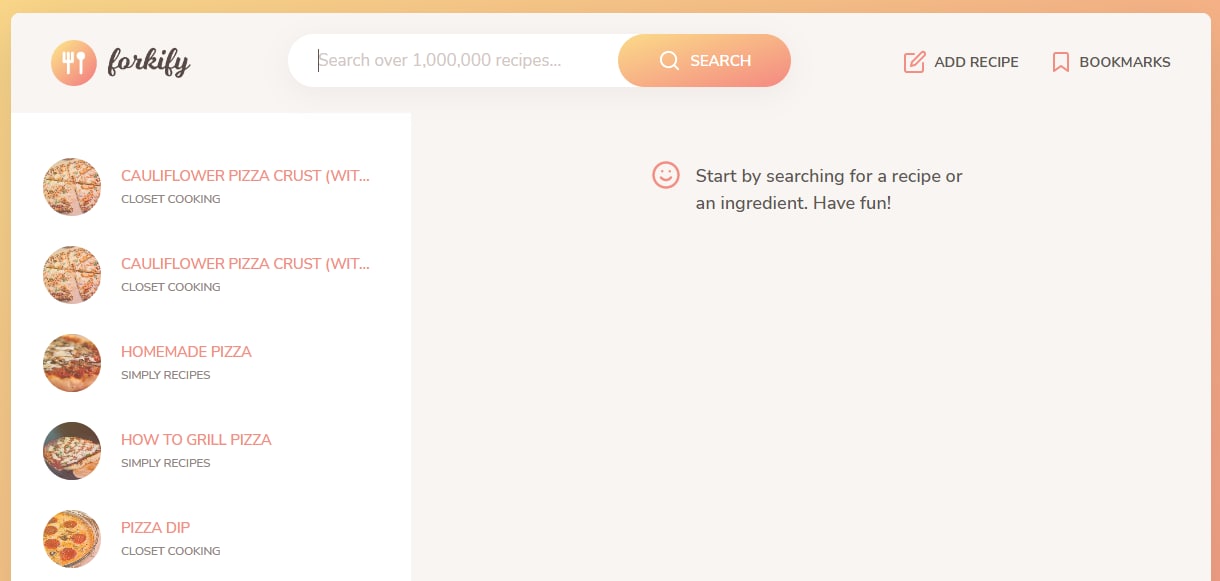 forkify
Search over 1,000,000 recipes...
SEARCH
ADD RECIPE
BOOKMARKS
CAULIFLOWER PIZZA CRUST (WIT...
CLOSET COOKING
CAULIFLOWER PIZZA CRUST (WIT...
CLOSET COOKING
HOMEMADE PIZZA
SIMPLY RECIPES
HOW TO GRILL PIZZA
SIMPLY RECIPES
PIZZA DIP
CLOSET COOKING
Start by searching for a recipe or
an ingredient. Have fun!